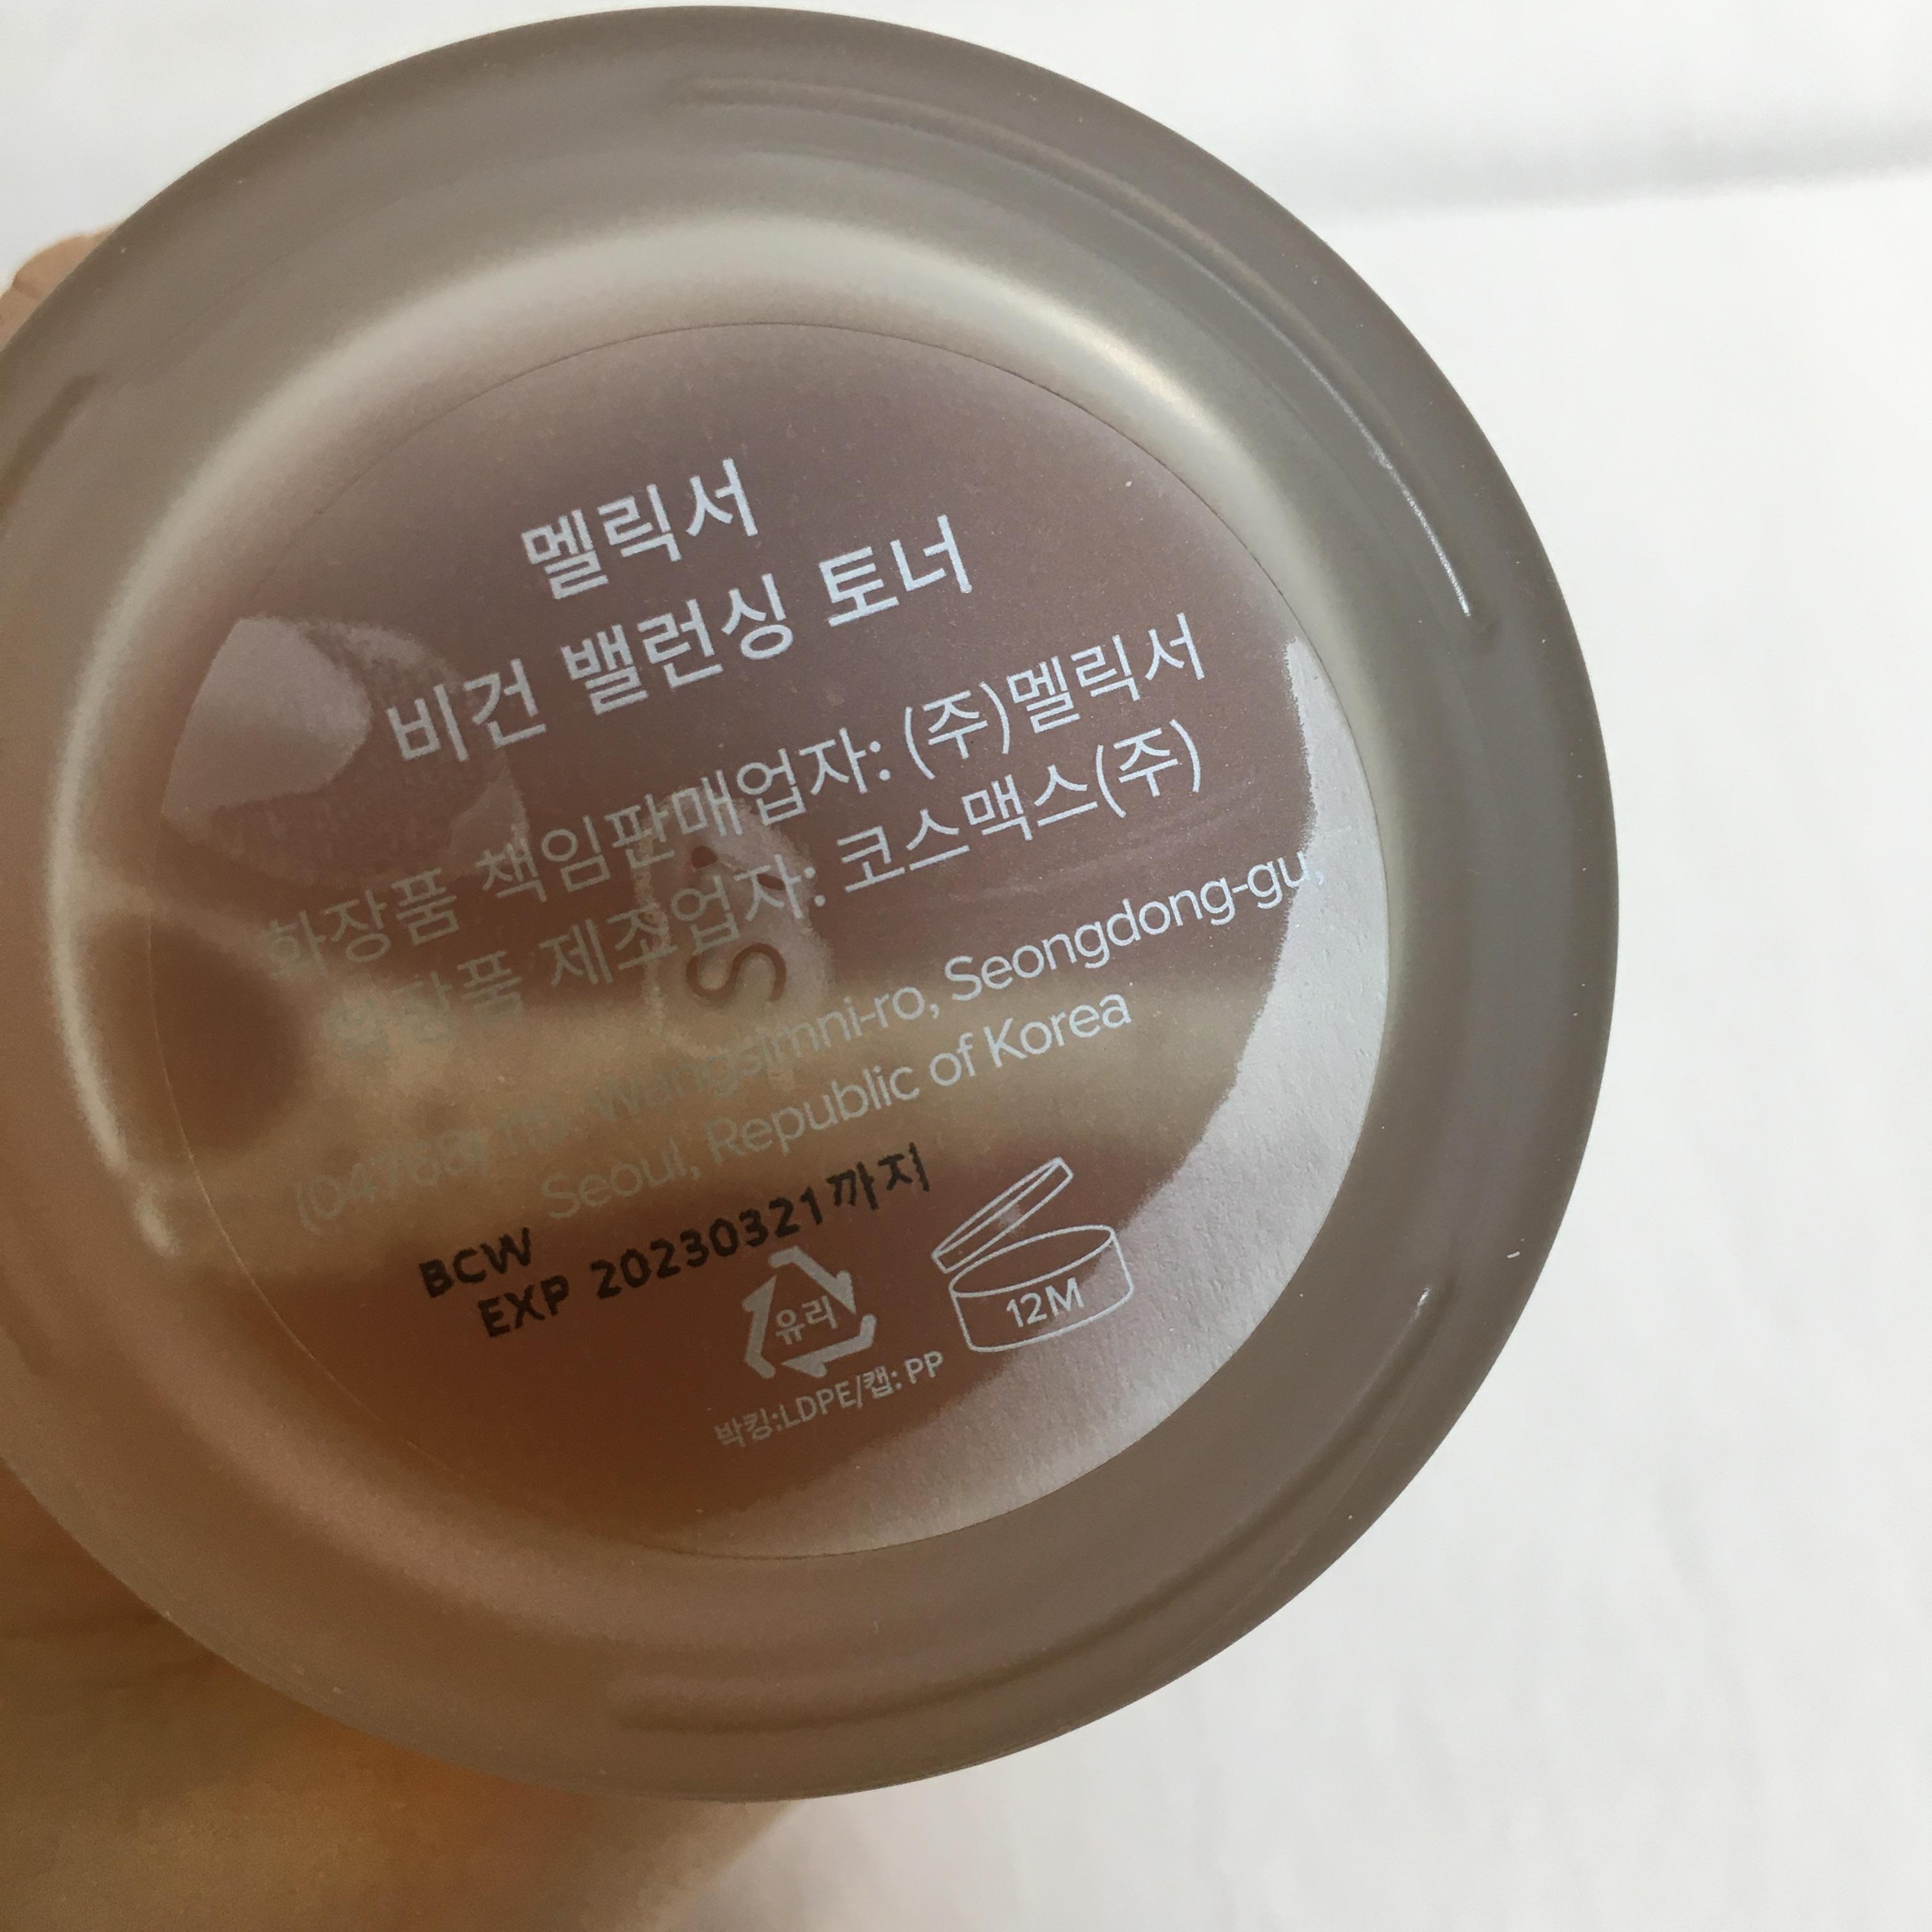 멜릭서
비건 밸런싱 토너
화장품 책임판매업자: (주)멜릭서
화장품 제조업자: 코스맥스(주)
Wangsimni-ro, Seongdong-gu,
Seoul, Republic of Korea
BCW
EXP 20230321까지
유리
12M
박킹:LDPE/캡: PP